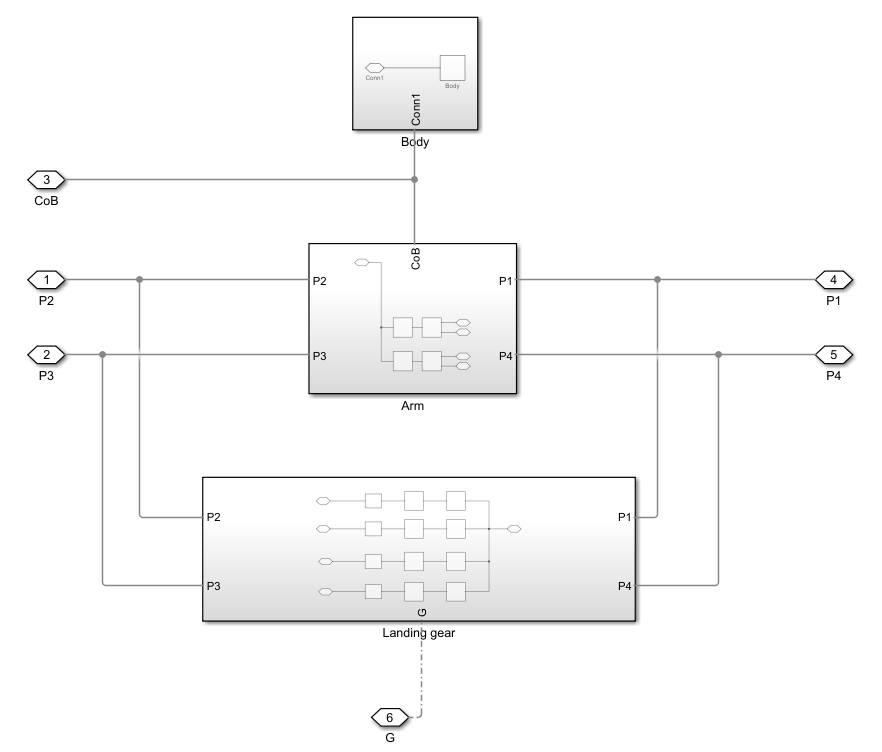 Conn1
Body
Conn1
Body
3
CoB
CoB
1
P2
P2
P1
4
P1
2
P3
P3
P4
5
P4
Arm
P2
P1
P3
P4
G
Landing gear
6
G